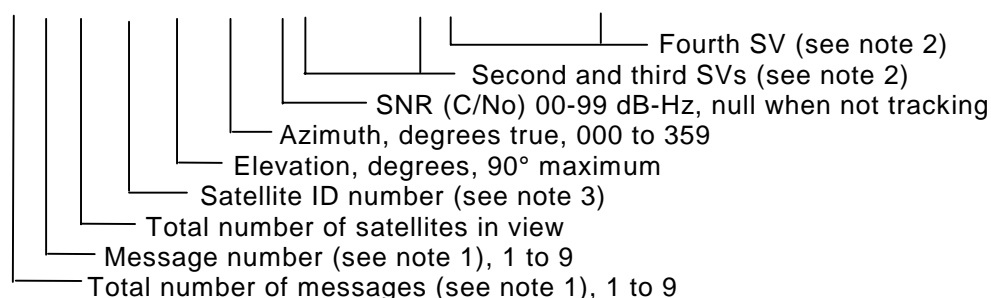 Fourth SV (see note 2)
Second and third SVs (see note 2)
SNR (C/No) 00-99 dB-Hz, null when not tracking
Azimuth, degrees true, 000 to 359
Elevation, degrees, 90° maximum
Satellite ID number (see note 3)
Total number of satellites in view
Message number (see note 1), 1 to 9
Total number of messages (see note 1), 1 to 9